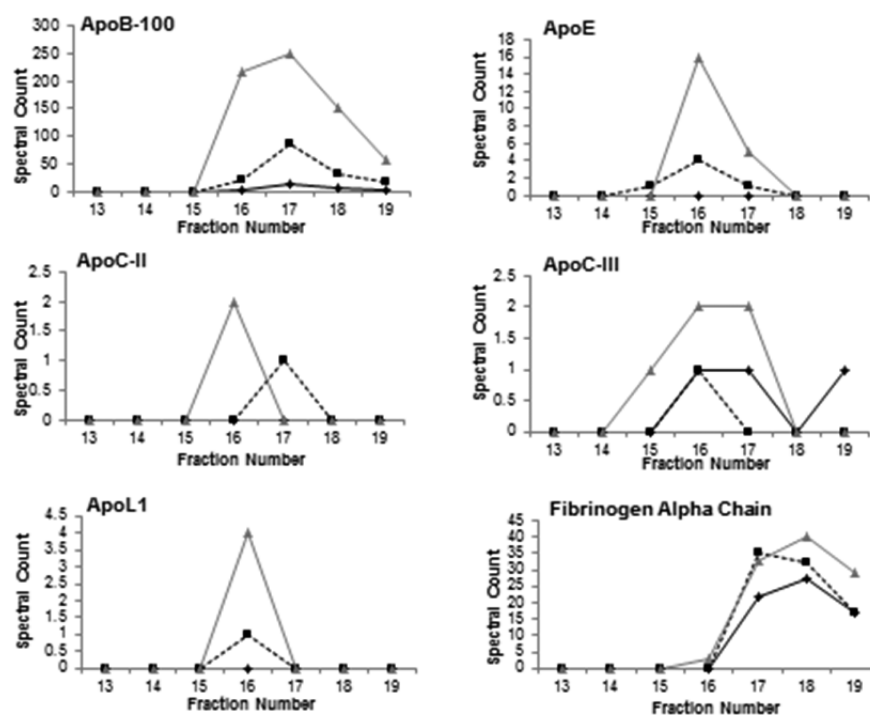 ApoB-100
Spectral Count
300
250
200
150
100
50
0
13 14 15 16 17 18 19
Fraction Number
ApoE
Spectral Count
18
16
14
12
10
8
6
4
2
0
13 14 15 16 17 18 19
Fraction Number
ApoC-II
Spectral Count
2.5
2
1.5
1
0.5
0
13 14 15 16 17 18 19
Fraction Number
ApoC-III
Spectral Count
2.5
2
1.5
1
0.5
0
13 14 15 16 17 18 19
Fraction Number
ApoL1
Spectral Count
4.5
4
3.5
3
2.5
2
1.5
1
0.5
0
13 14 15 16 17 18 19
Fraction Number
Fibrinogen Alpha Chain
Spectral Count
45
40
35
30
25
20
15
10
5
0
13 14 15 16 17 18 19
Fraction Number